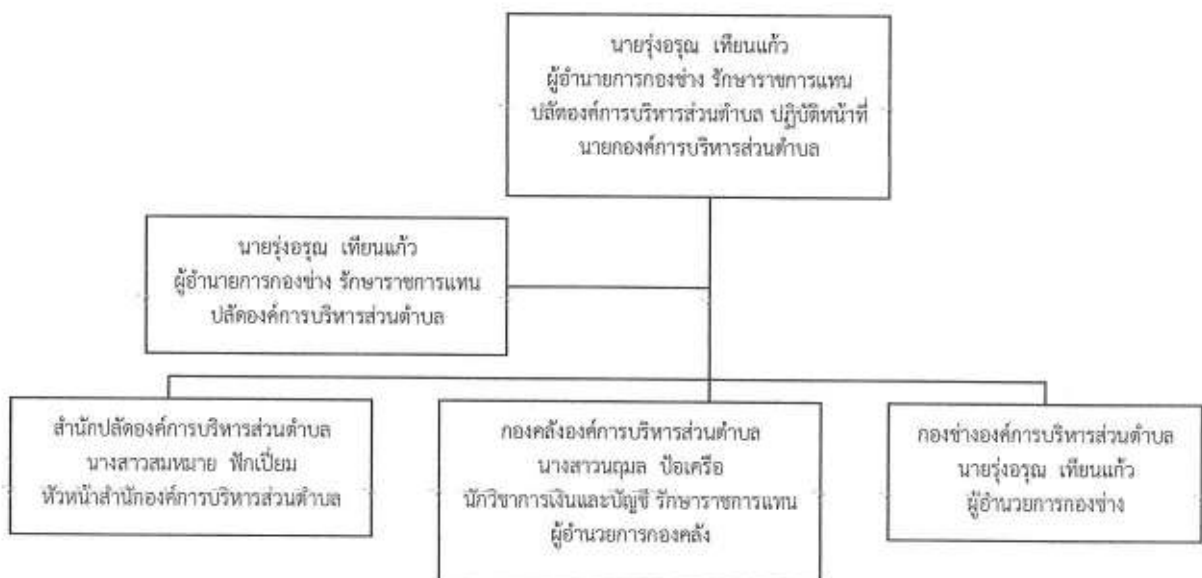 นายรุ่งอรุณ เทียนแก้ว
ผู้อำนายการกองช่าง รักษาราชการแทน
ปลัดองค์การบริหารส่วนตำบล ปฏิบัติหน้าที่
นายกองค์การบริหารส่วนตำบล
นายรุ่งอรุณ เทียนแก้ว
ผู้อำนายการกองช่าง รักษาราชการแทน
ปลัดองค์การบริหารส่วนตำบล
สำนักปลัดองค์การบริหารส่วนตำบล
นางสาวสมหมาย ฟักเปี่ยม
หัวหน้าสำนักองค์การบริหารส่วนตำบล
กองคลังองค์การบริหารส่วนตำบล
นางสาวนฤมล ป้อเครือ
นักวิชาการเงินและบัญชี รักษาราชการแทน
ผู้อำนวยการกองคลัง
กองช่างองค์การบริหารส่วนตำบล
นายรุ่งอรุณ เทียนแก้ว
ผู้อำนวยการกองช่าง